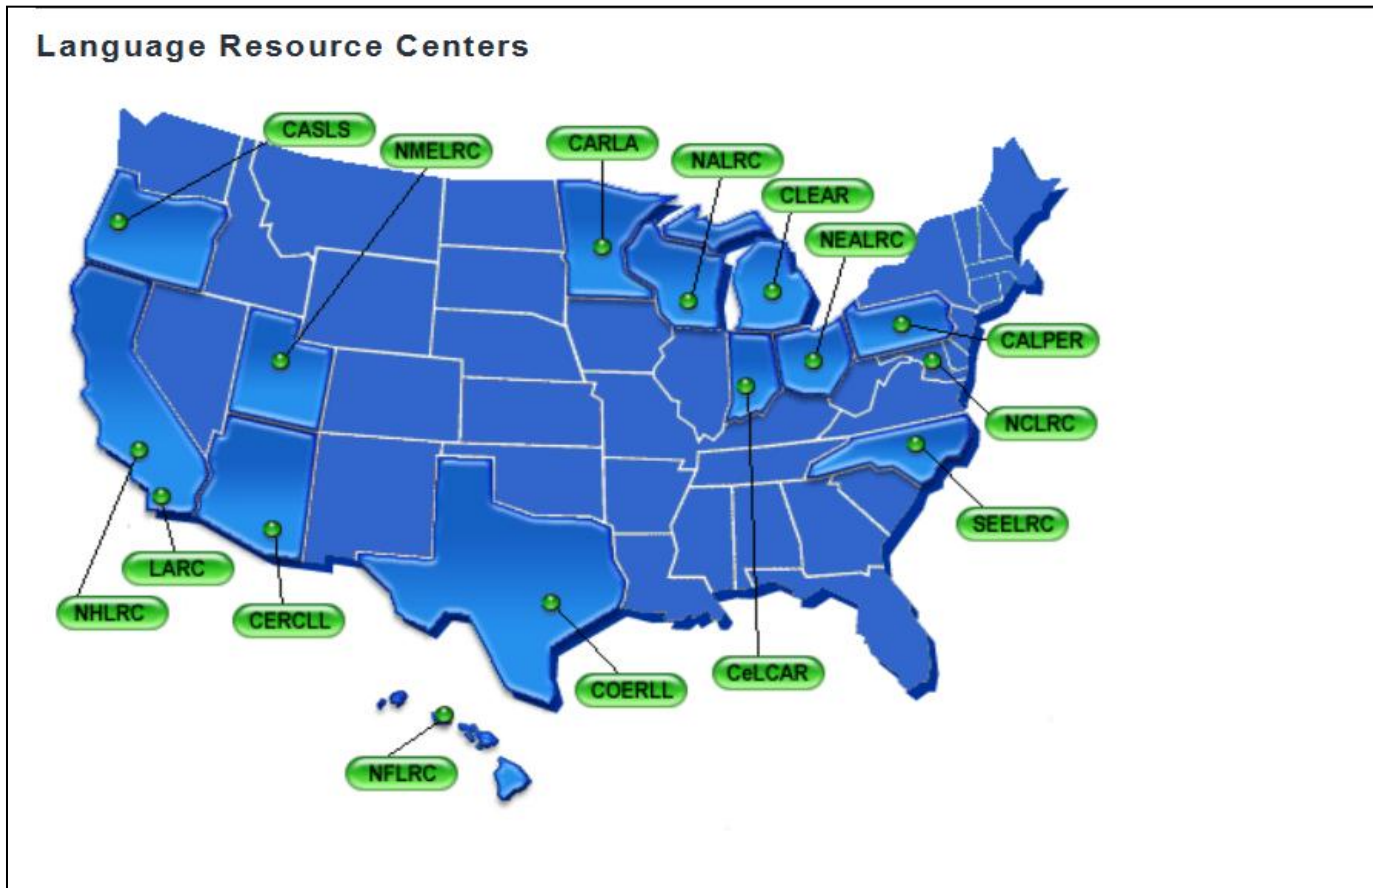 Language Resource Centers
CASLS
NMELRC
CARLA
NALRC
CLEAR
NEALRC
CALPER
NCLRC
SEELRC
LARC
NHLRC
CERCLL
COERLL
CeLCAR
NFLRC